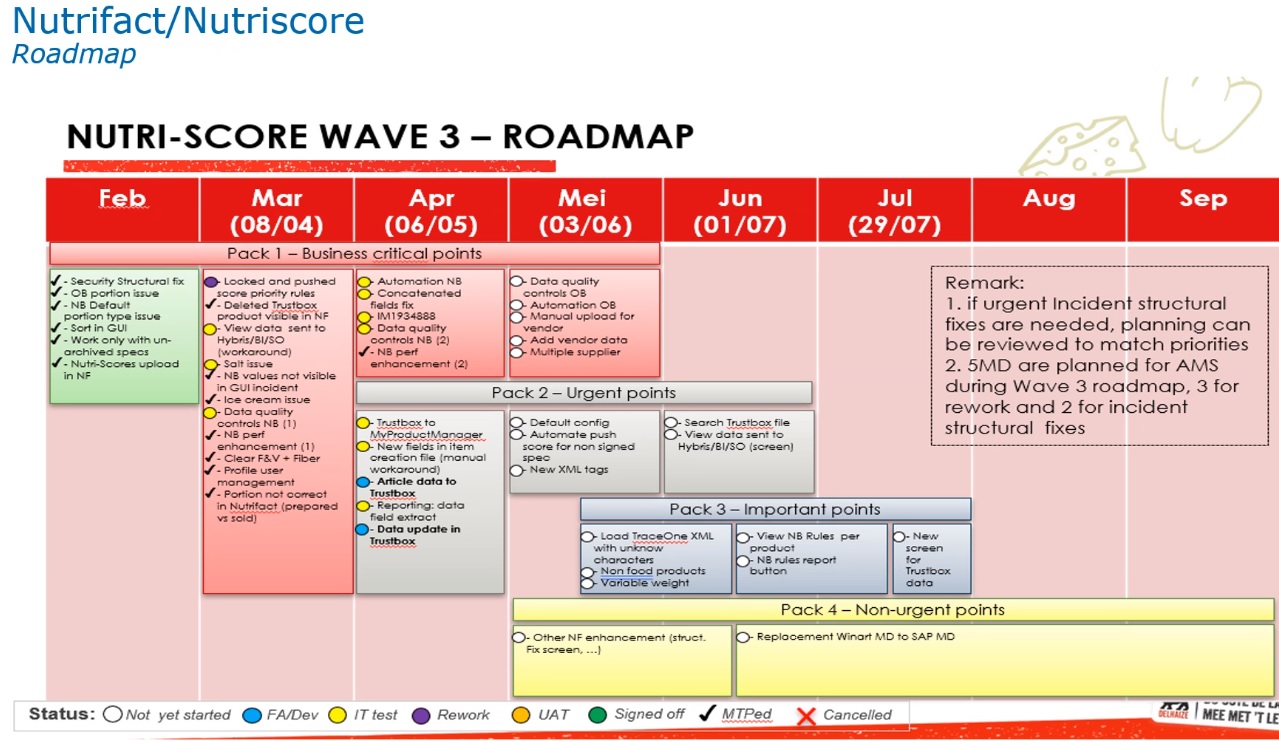 Nutrifact/Nutriscore
Roadmap
NUTRI-SCORE WAVE 3 – ROADMAP
Feb
Mar
(08/04)
Apr
(06/05)
Mei
(03/06)
Jun
(01/07)
Jul
(29/07)
Aug
Sep
Pack 1 – Business critical points
- Security Structural fix
- OB portion issue
- NB Default
portion type issue
- Sort in GUI
- Work only with un-
archived specs
- Nutri-Scores upload
in NF
- Locked and pushed
score priority rules
- Deleted Trustbox
product visible in NF
- View data sent to
Hybris/BI/SO
(workaround)
- Salt issue
- NB values not visible
in GUI incident
- Ice cream issue
- Data quality
controls NB (1)
- NB perf
enhancement (1)
- Clear F&V + Fiber
- Profile user
management
- Portion not correct
in Nutrifact (prepared
vs sold)
- Automation NB
- Concatenated
fields fix
- IM1934888
- Data quality
controls NB (2)
- NB perf
enhancement (2)
- Data quality
controls OB
- Automation OB
- Manual upload for
vendor
- Add vendor data
- Multiple supplier
Remark:
1. if urgent Incident structural
fixes are needed, planning can
be reviewed to match priorities
2. 5MD are planned for AMS
during Wave 3 roadmap, 3 for
rework and 2 for incident
structural fixes
Pack 2 – Urgent points
- Trustbox to
MyProductManager
- New fields in item
creation file (manual
workaround)
- Article data to
Trustbox
- Reporting: data
field extract
- Data update in
Trustbox
- Default config
- Automate push
score for non signed
spec
- New XML tags
- Search Trustbox file
- View data sent to
Hybris/BI/SO (screen)
Pack 3 – Important points
- Load TraceOne XML
with unknow
characters
- Non food products
- Variable weight
- View NB Rules per
product
- NB rules report
button
- New
screen
for
Trustbox
data
Pack 4 – Non-urgent points
- Other NF enhancement (struct.
Fix screen, ...)
- Replacement Winart MD to SAP MD
Status: Not yet started FA/Dev IT test Rework UAT Signed off MTPed Cancelled
DELHAIZE
MEE MET 'T LE